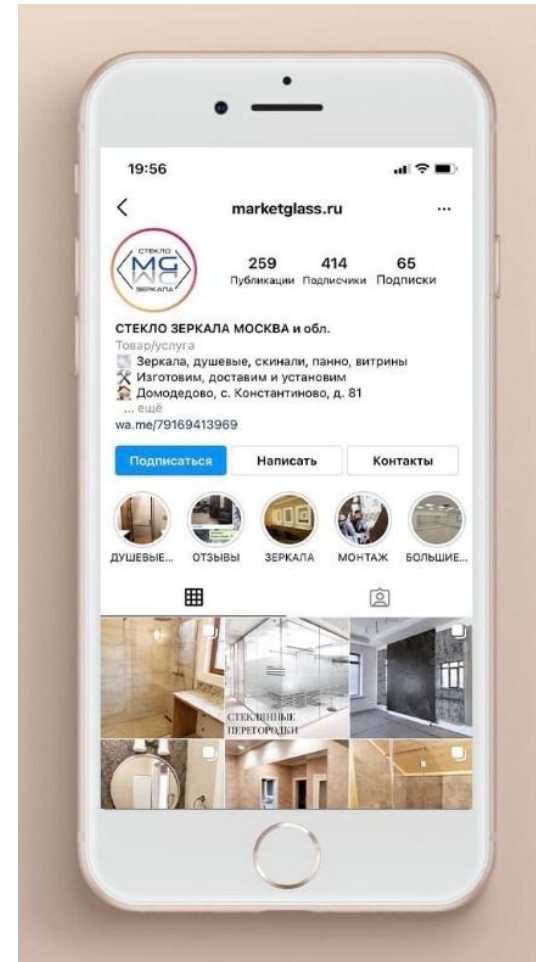 19:56
marketglass.ru
...
СТЕКЛО
MG
ЗЕРКАЛА
259 414 65
Публикации Подписчики Подписки
СТЕКЛО ЗЕРКАЛА МОСКВА и обл.
Товар/услуга
Зеркала, душевые, скинали, панно, витрины
Изготовим, доставим и установим
Домодедово, с. Константиново, д. 81
... ещё
wa.me/79169413969
Подписаться Написать Контакты
ДУШЕВЫЕ... ОТЗЫВЫ ЗЕРКАЛА МОНТАЖ БОЛЬШИЕ...
СТЕКЛЯННЫЕ
ПЕРЕГОРОДКИ